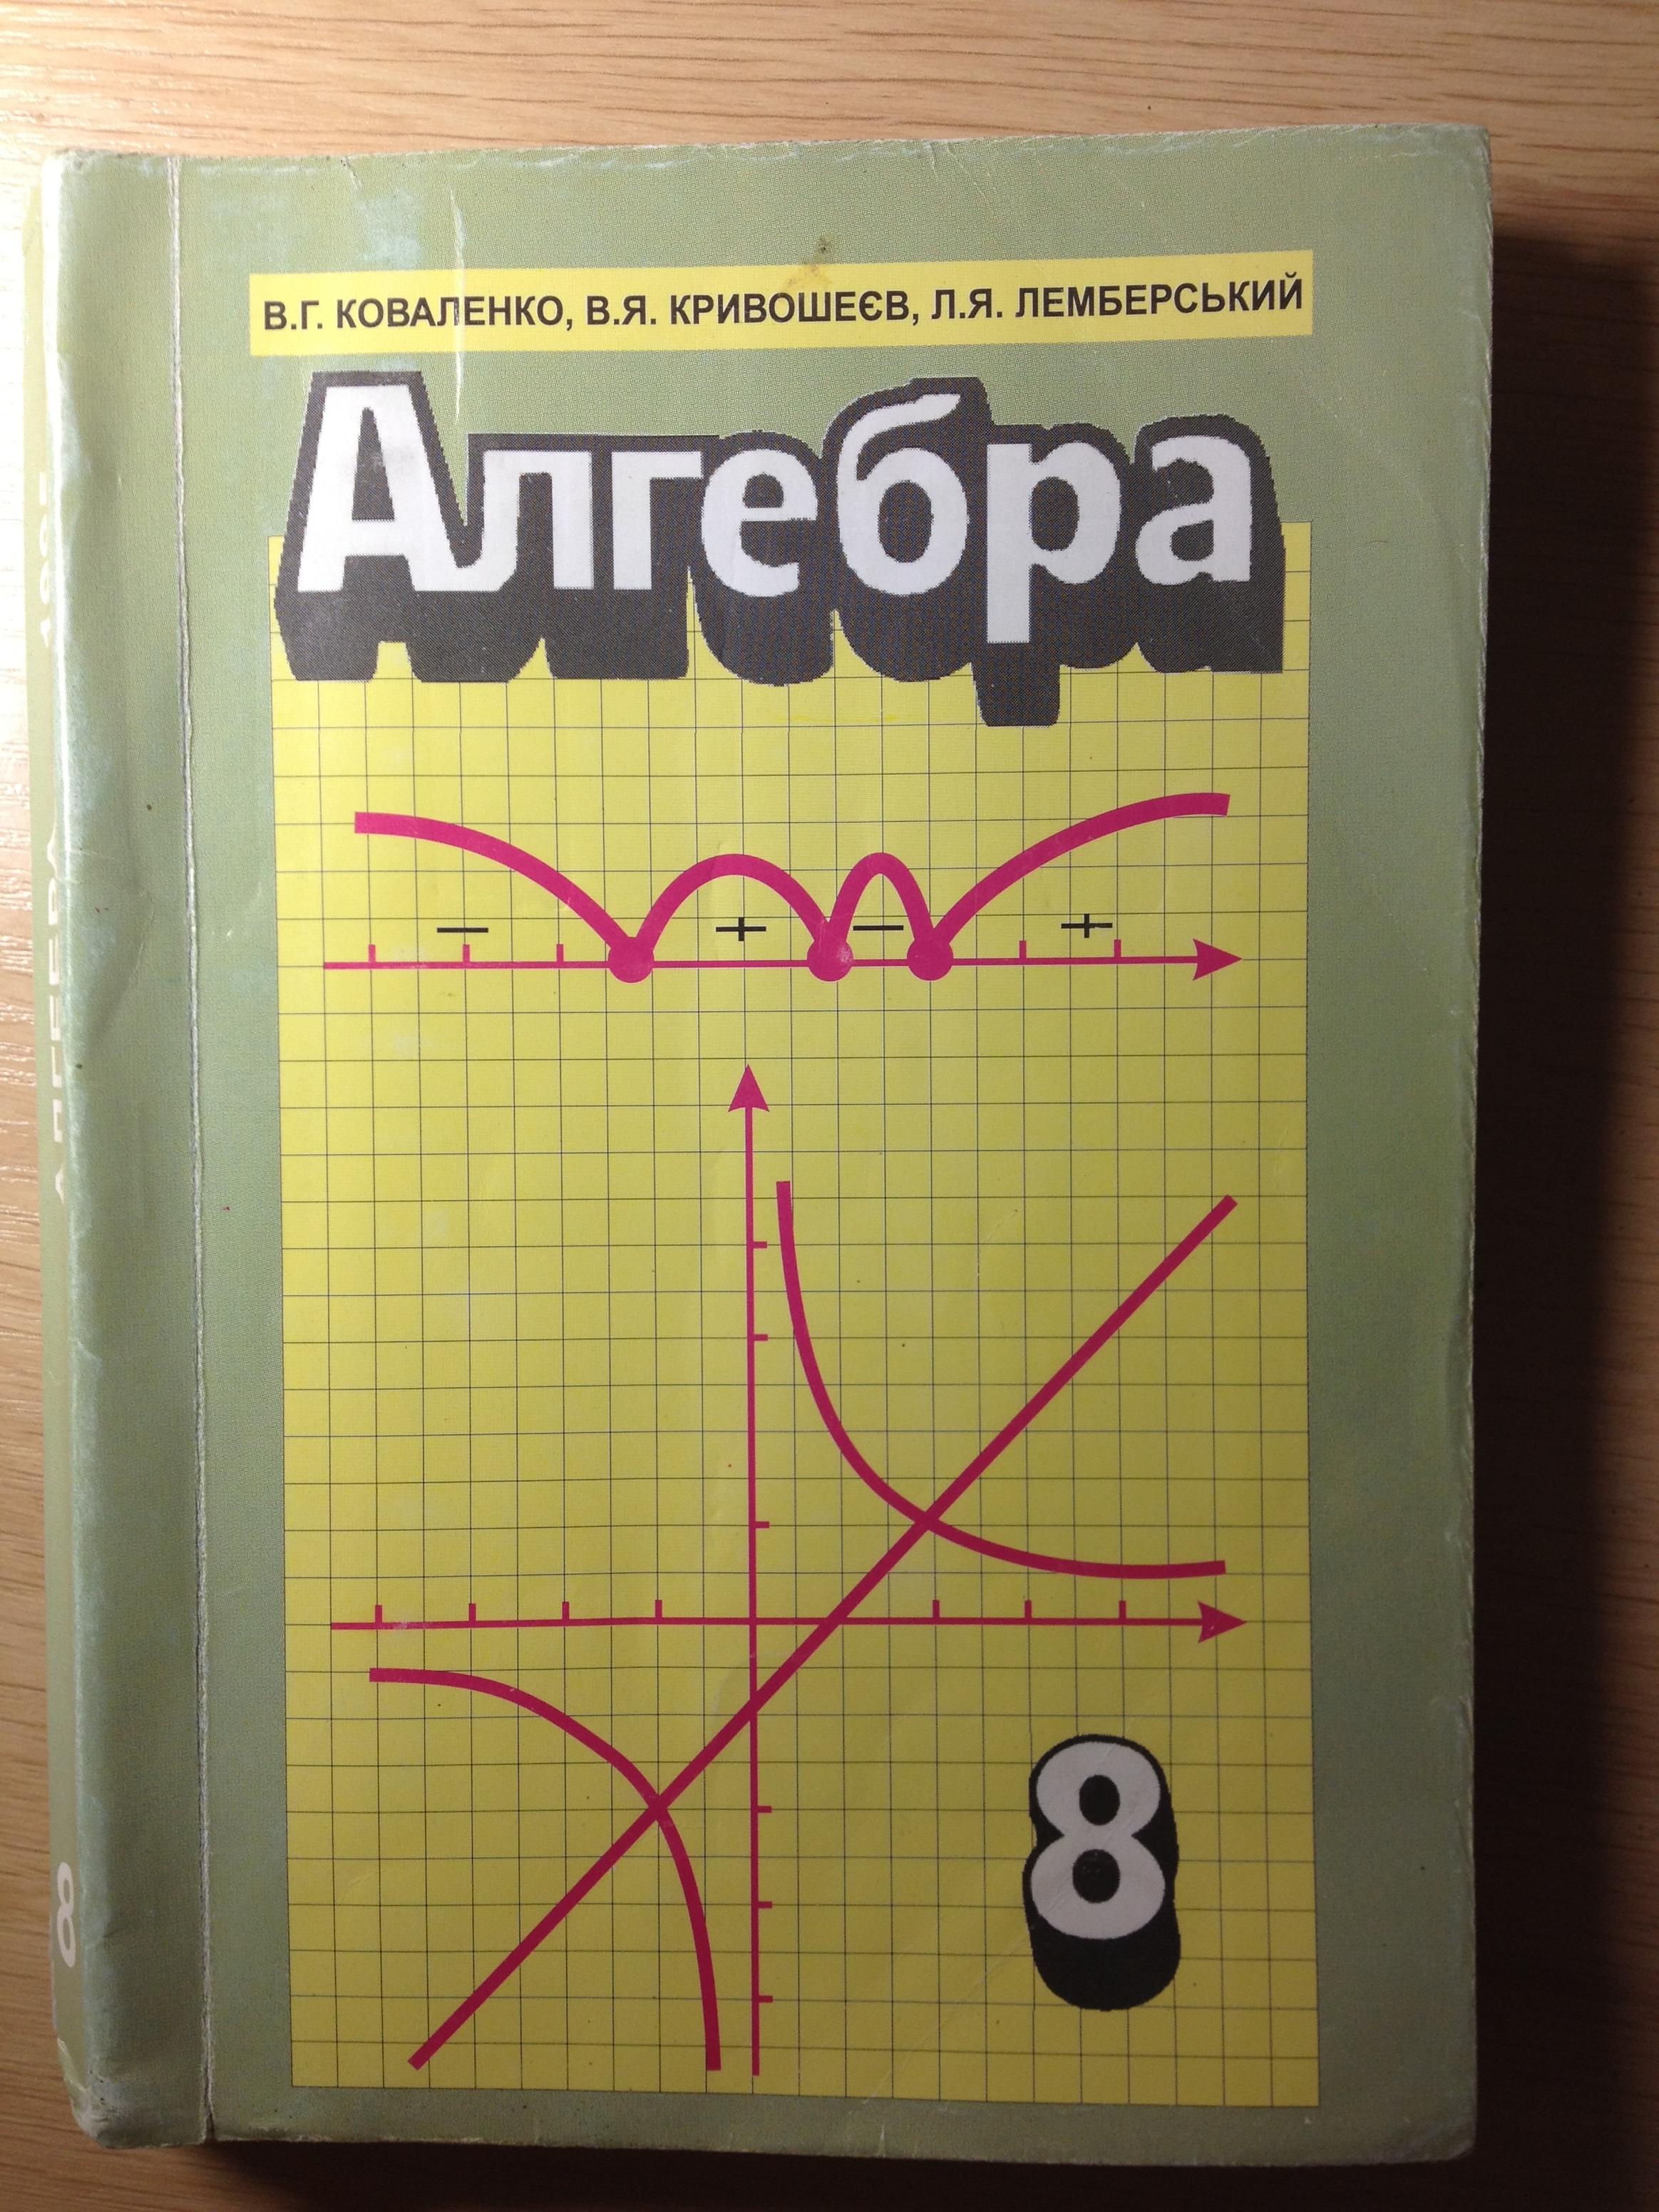 В.Г. КОВАЛЕНКО, В.Я. КРИВОШЕЄВ, Л.Я. ЛЕМБЕРСЬКИЙ
Алгебра
– + – +
8
АЛГЕБРА
8